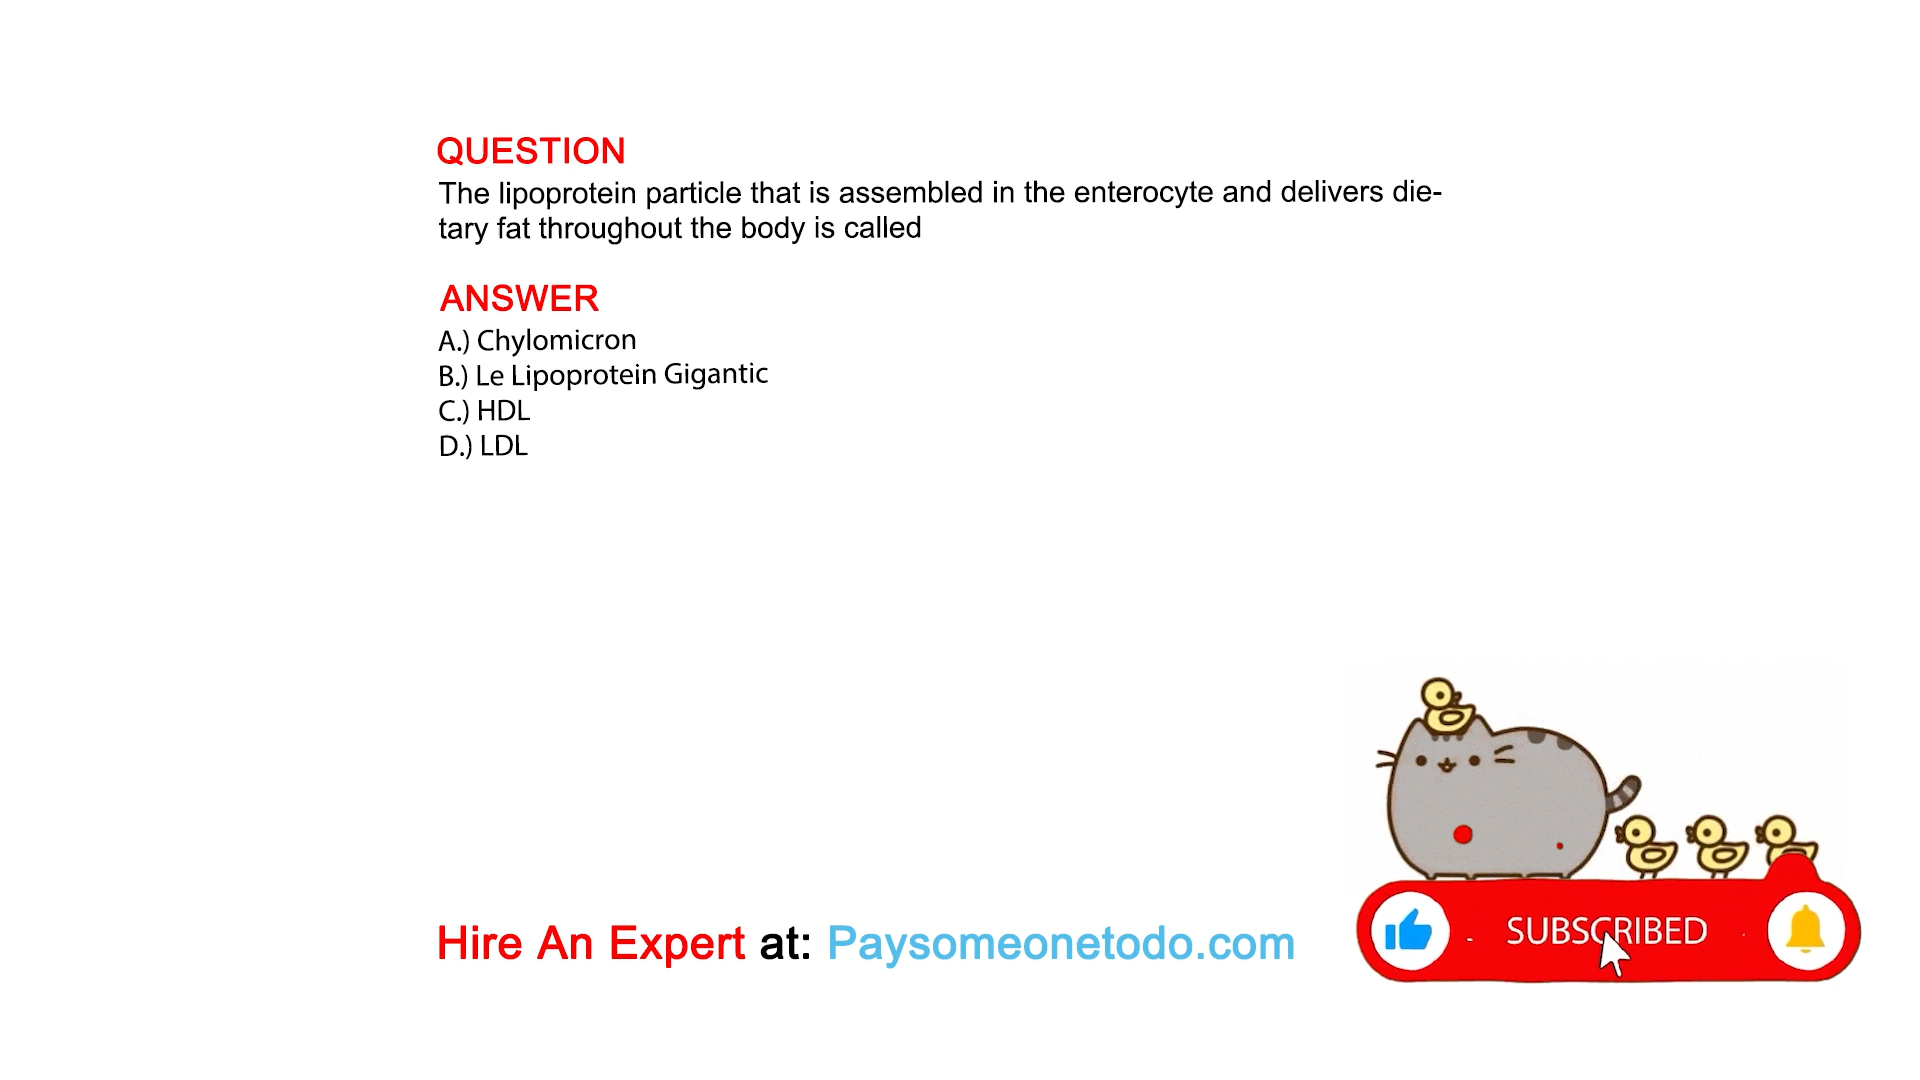 QUESTION
The lipoprotein particle that is assembled in the enterocyte and delivers die-
tary fat throughout the body is called
ANSWER
A.) Chylomicron
B.) Le Lipoprotein Gigantic
C.) HDL
D.) LDL
Hire An Expert at: Paysomeonetodo.com
SUBSCRIBED